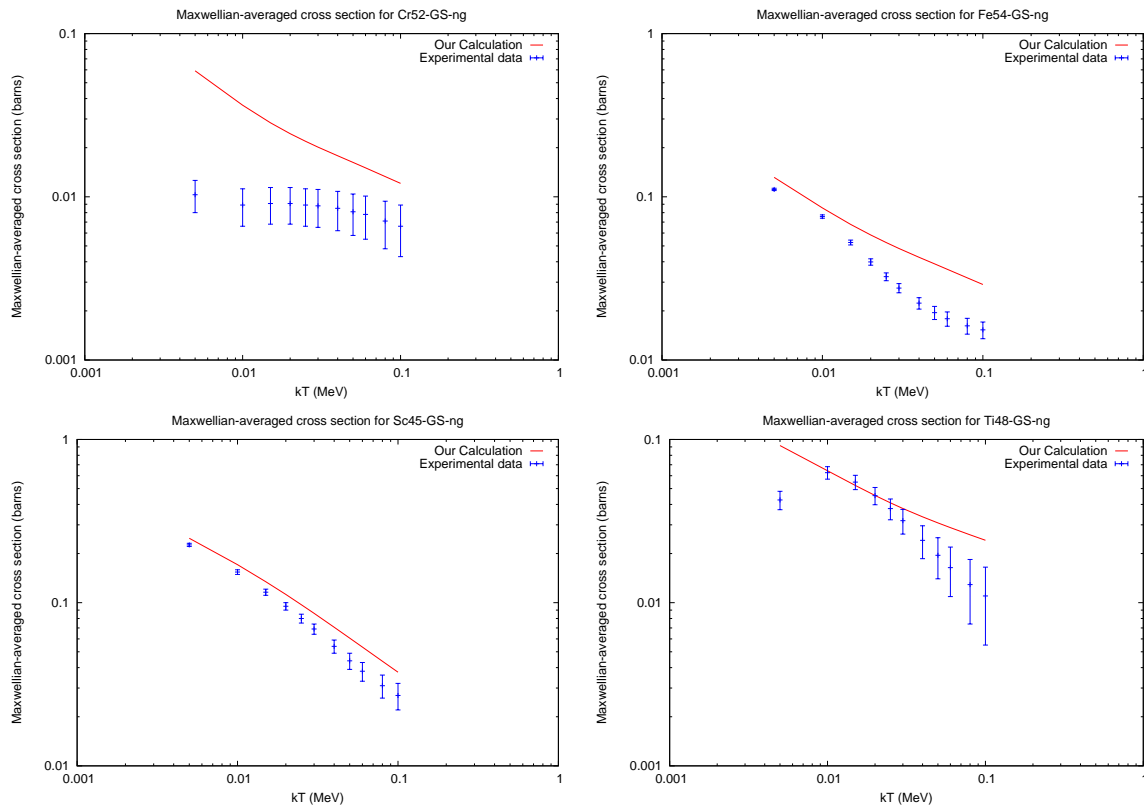 Maxwellian-averaged cross section for Cr52-GS-ng
0.1
0.01
0.001
0.001
0.01
0.1
1
Maxwellian-averaged cross section (barns)
kT (MeV)
Our Calculation
Experimental data
Maxwellian-averaged cross section for Fe54-GS-ng
1
0.1
0.01
0.001
0.01
0.1
1
Maxwellian-averaged cross section (barns)
kT (MeV)
Our Calculation
Experimental data
Maxwellian-averaged cross section for Sc45-GS-ng
1
0.1
0.01
0.001
0.01
0.1
1
Maxwellian-averaged cross section (barns)
kT (MeV)
Our Calculation
Experimental data
Maxwellian-averaged cross section for Ti48-GS-ng
0.1
0.01
0.001
0.001
0.01
0.1
1
Maxwellian-averaged cross section (barns)
kT (MeV)
Our Calculation
Experimental data